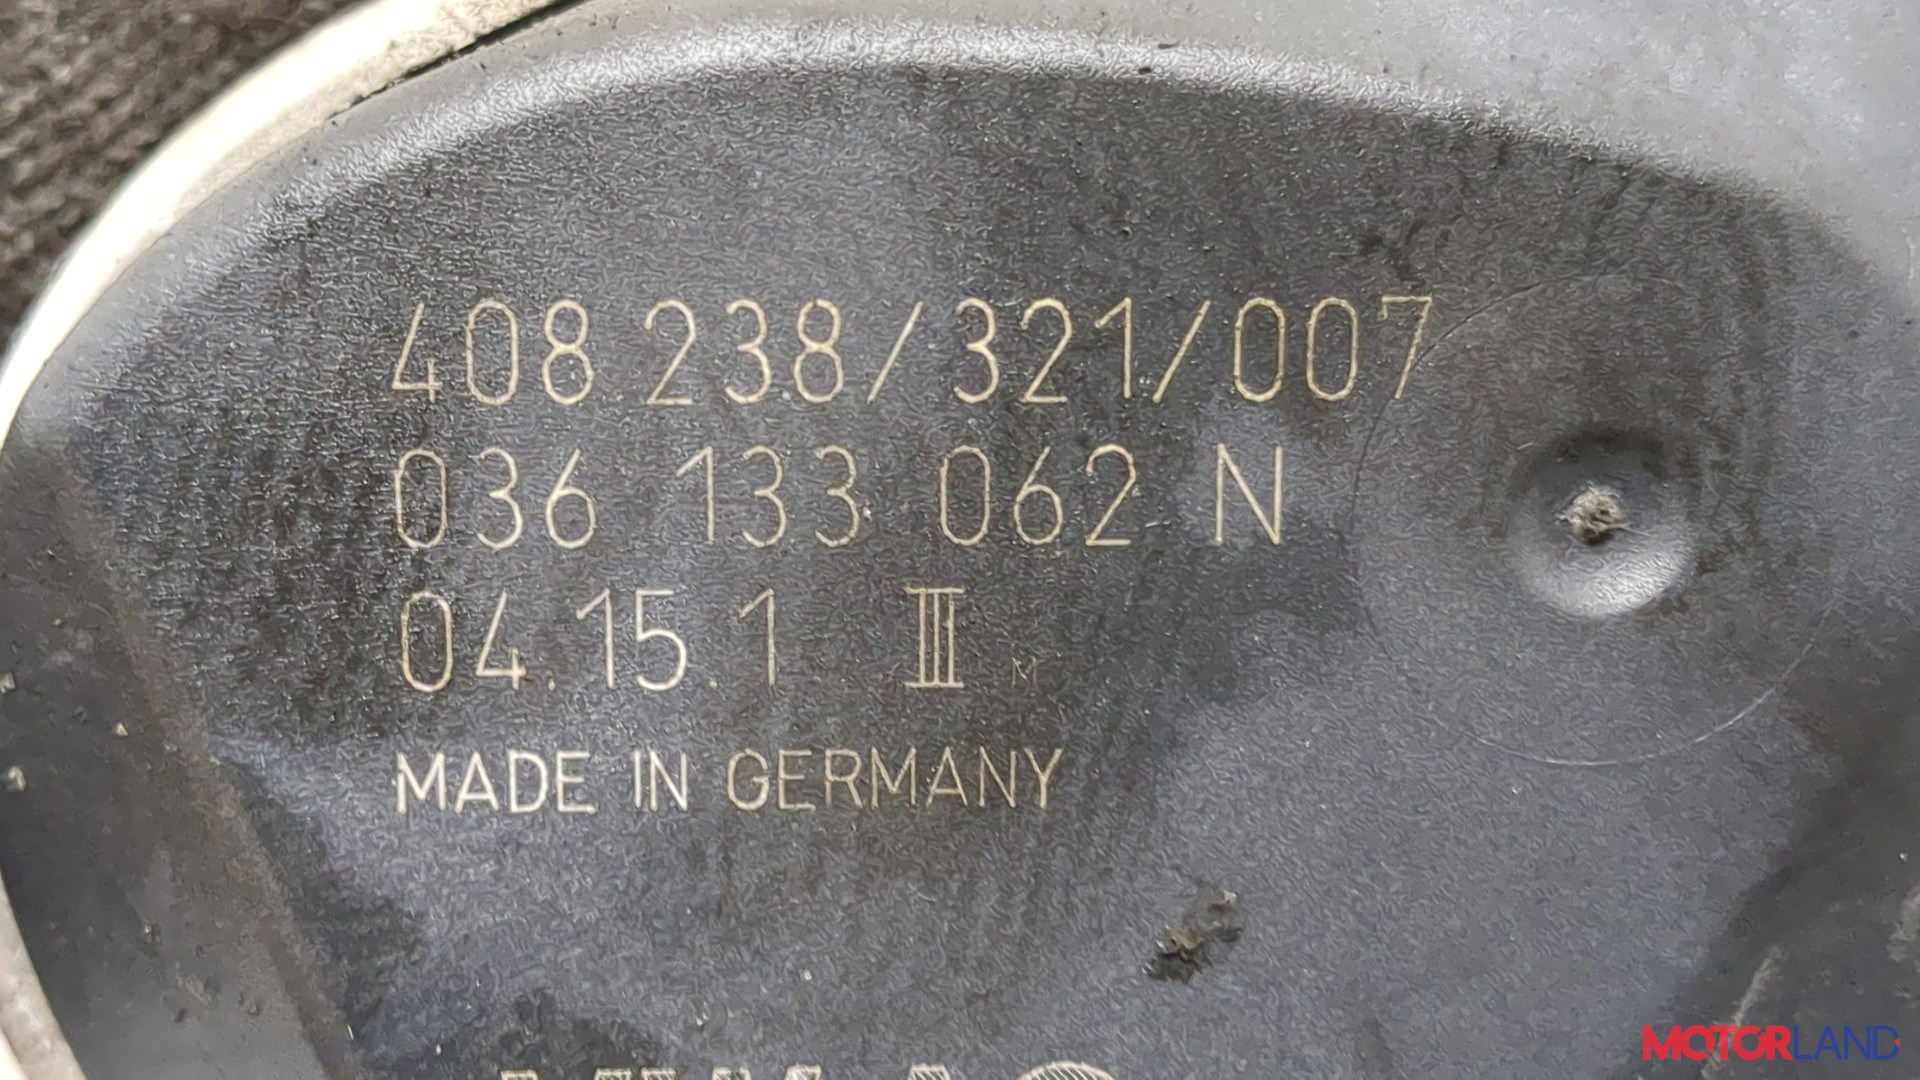 408 238/321/007
036 133 062 N
04.15.1 III M
MADE IN GERMANY
MOTORLAND